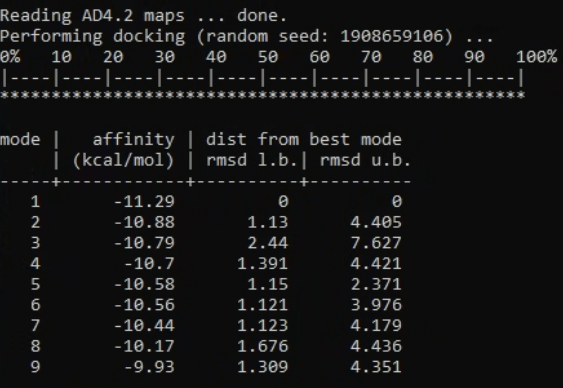 Reading AD4.2 maps ... done.
Performing docking (random seed: 1908659106) ...
0%   10   20   30   40   50   60   70   80   90   100%
|----|----|----|----|----|----|----|----|----|----|
***************************************************
mode |   affinity | dist from best mode
     | (kcal/mol) | rmsd l.b.| rmsd u.b.
-----+------------+----------+----------
   1       -11.29          0          0
   2       -10.88       1.13      4.405
   3       -10.79       2.44      7.627
   4        -10.7      1.391      4.421
   5       -10.58       1.15      2.371
   6       -10.56      1.121      3.976
   7       -10.44      1.123      4.179
   8       -10.17      1.676      4.436
   9        -9.93      1.309      4.351